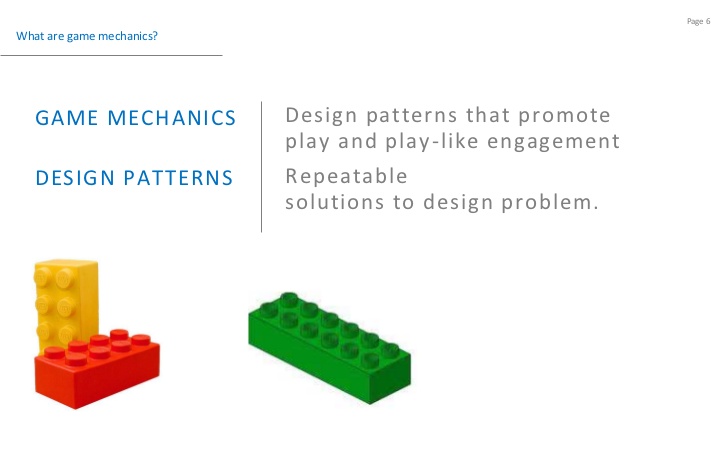 Page 6
What are game mechanics?
GAME MECHANICS
Design patterns that promote
play and play-like engagement
DESIGN PATTERNS
Repeatable
solutions to design problem.